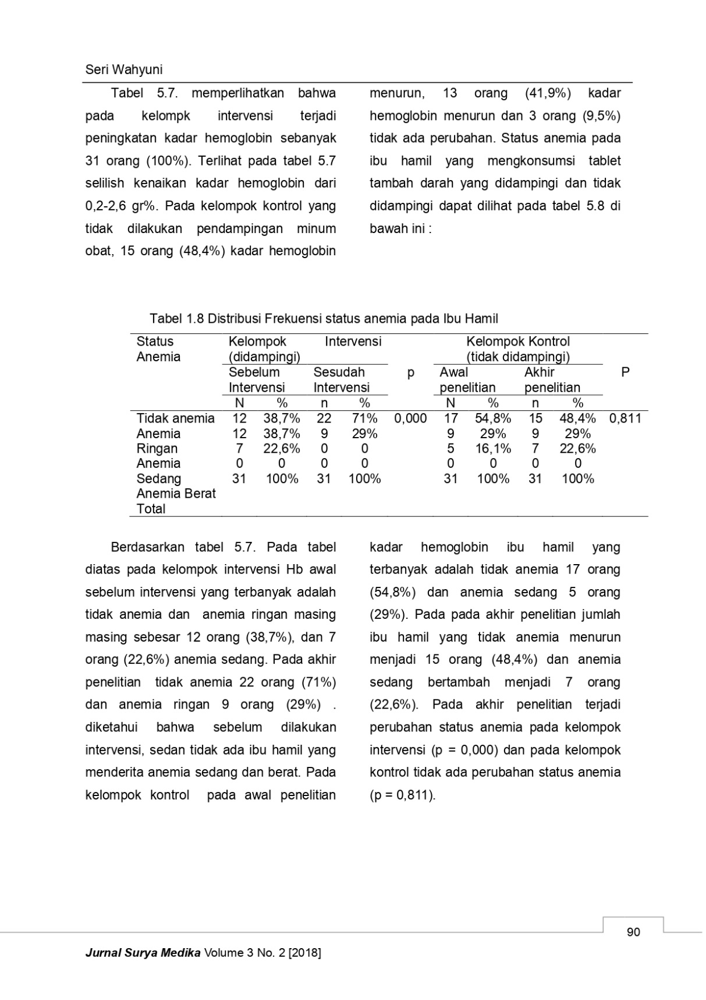 Seri Wahyuni
Tabel 5.7. memperlihatkan bahwa
pada kelompk intervensi terjadi
peningkatan kadar hemoglobin sebanyak
31 orang (100%). Terlihat pada tabel 5.7
selilish kenaikan kadar hemoglobin dari
0,2-2,6 gr%. Pada kelompok kontrol yang
tidak dilakukan pendampingan minum
obat, 15 orang (48,4%) kadar hemoglobin
menurun, 13 orang (41,9%) kadar
hemoglobin menurun dan 3 orang (9,5%)
tidak ada perubahan. Status anemia pada
ibu hamil yang mengkonsumsi tablet
tambah darah yang didampingi dan tidak
didampingi dapat dilihat pada tabel 5.8 di
bawah ini :
Tabel 1.8 Distribusi Frekuensi status anemia pada Ibu Hamil
Status Kelompok Intervensi Kelompok Kontrol
Anemia (didampingi) (tidak didampingi)
Sebelum Sesudah p Awal Akhir P
Intervensi Intervensi penelitian penelitian
N % n % N % n %
Tidak anemia 12 38,7% 22 71% 0,000 17 54,8% 15 48,4% 0,811
Anemia 12 38,7% 9 29% 9 29% 9 29%
Ringan 7 22,6% 0 0 5 16,1% 7 22,6%
Anemia 0 0 0 0 0 0 0 0
Sedang 31 100% 31 100% 31 100% 31 100%
Anemia Berat
Total
Berdasarkan tabel 5.7. Pada tabel
diatas pada kelompok intervensi Hb awal
sebelum intervensi yang terbanyak adalah
tidak anemia dan anemia ringan masing
masing sebesar 12 orang (38,7%), dan 7
orang (22,6%) anemia sedang. Pada akhir
penelitian tidak anemia 22 orang (71%)
dan anemia ringan 9 orang (29%) .
diketahui bahwa sebelum dilakukan
intervensi, sedan tidak ada ibu hamil yang
menderita anemia sedang dan berat. Pada
kelompok kontrol pada awal penelitian
kadar hemoglobin ibu hamil yang
terbanyak adalah tidak anemia 17 orang
(54,8%) dan anemia sedang 5 orang
(29%). Pada pada akhir penelitian jumlah
ibu hamil yang tidak anemia menurun
menjadi 15 orang (48,4%) dan anemia
sedang bertambah menjadi 7 orang
(22,6%). Pada akhir penelitian terjadi
perubahan status anemia pada kelompok
intervensi (p = 0,000) dan pada kelompok
kontrol tidak ada perubahan status anemia
(p = 0,811).
90
Jurnal Surya Medika Volume 3 No. 2 [2018]